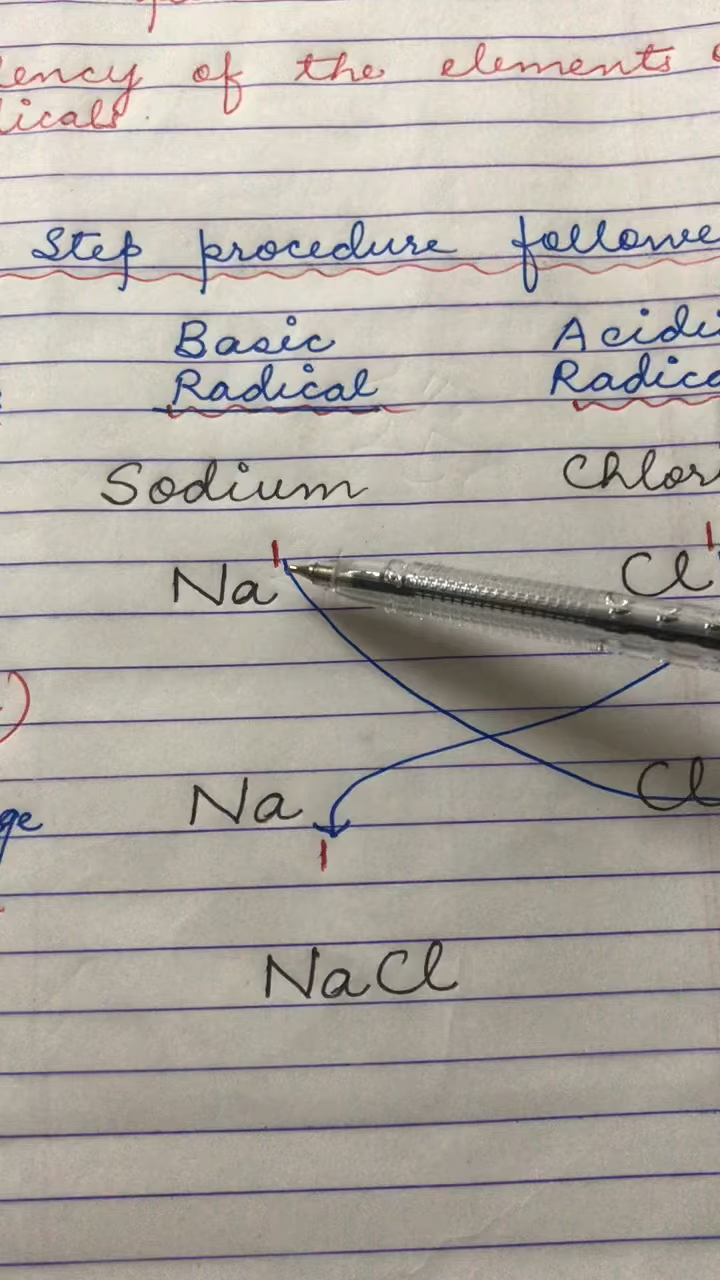 ency of the elements
icals.
Step procedure followe
Basic Acidi
Radical Radica
Sodium Chlori
Na 1 Cl 1
)
Na Cl
ge
1
NaCl